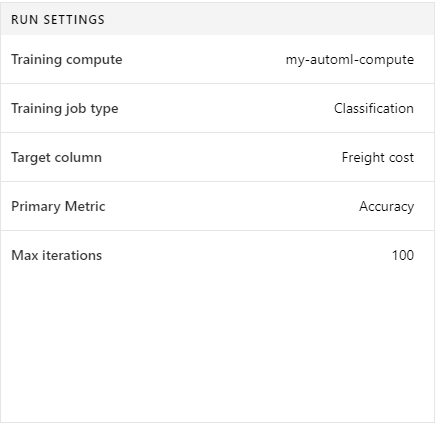 RUN SETTINGS
Training compute my-automl-compute
Training job type Classification
Target column Freight cost
Primary Metric Accuracy
Max iterations 100